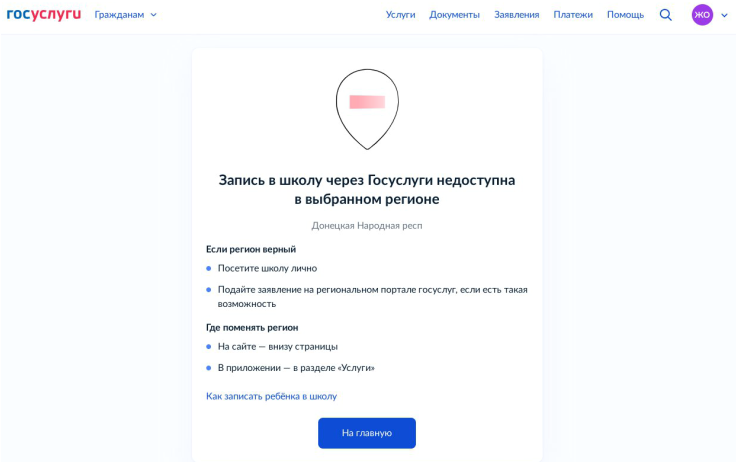 госуслуги
Гражданам
Услуги
Документы
Заявления
Платежи
Помощь
ЖО
Запись в школу через Госуслуги недоступна
в выбранном регионе
Донецкая Народная респ
Если регион верный
Посетите школу лично
Подайте заявление на региональном портале госуслуг, если есть такая
возможность
Где поменять регион
На сайте — внизу страницы
В приложении — в разделе «Услуги»
Как записать ребёнка в школу
На главную